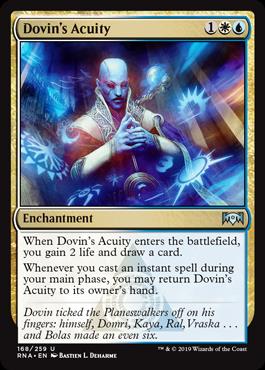 Dovin's Acuity
1
Enchantment
When Dovin's Acuity enters the battlefield,
you gain 2 life and draw a card.
Whenever you cast an instant spell during
your main phase, you may return Dovin's
Acuity to its owner's hand.
Dovin ticked the Planeswalkers off on his
fingers: himself, Domri, Kaya, Ral, Vraska . . .
and Bolas made an even six.
168/259 U
RNA • EN BASTIEN L. DEHARME
™ & © 2019 Wizards of the Coast